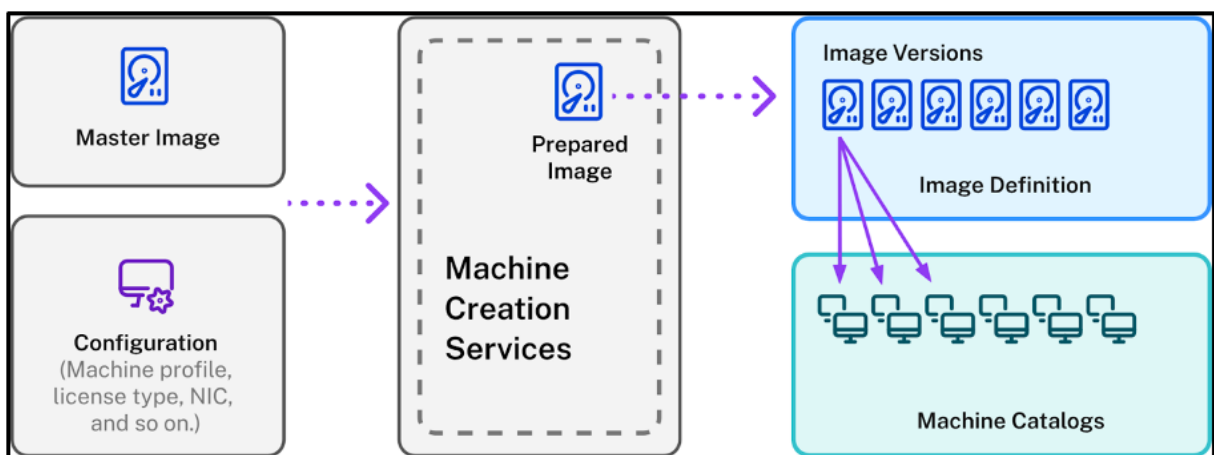 Master Image
Configuration
(Machine profile,
license type, NIC,
and so on.)
Prepared
Image
Machine
Creation
Services
Image Versions
Image Definition
Machine Catalogs